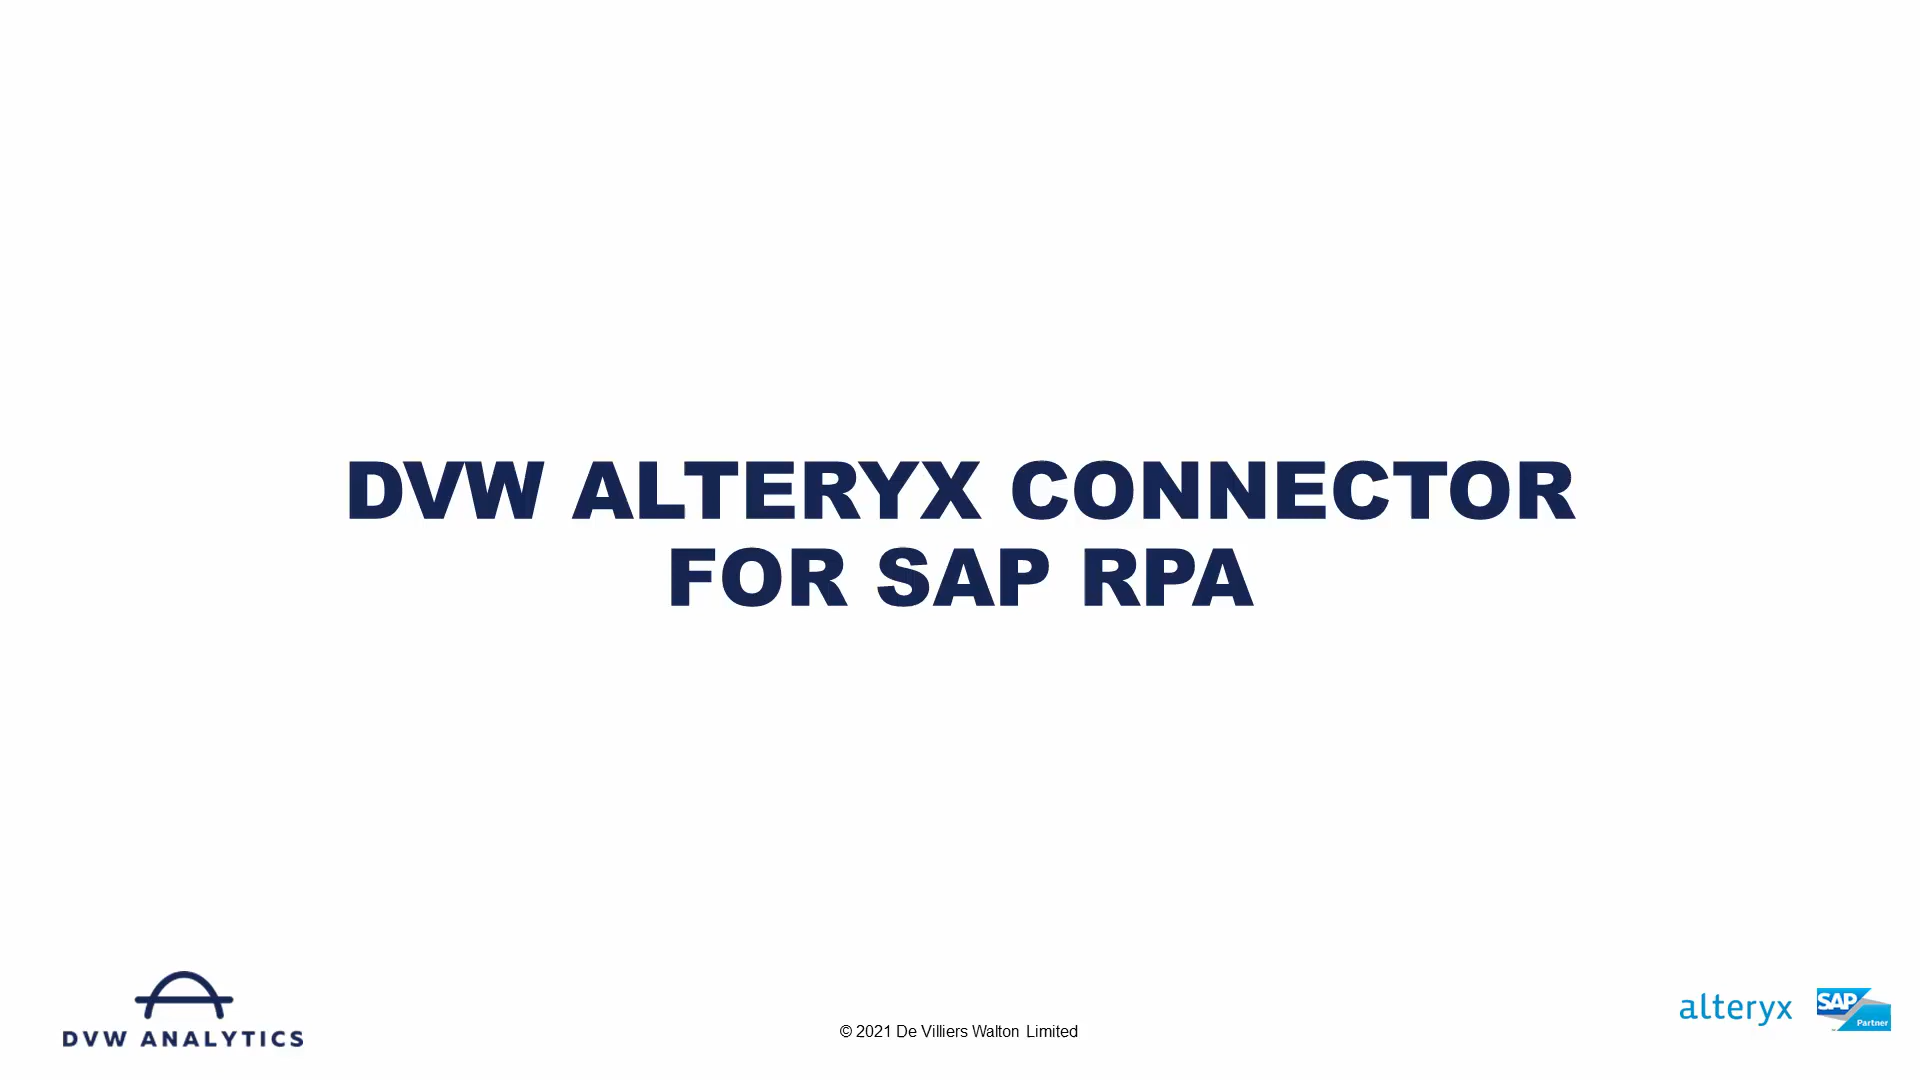 DVW ALTERYX CONNECTOR
FOR SAP RPA
DVW ANALYTICS
© 2021 De Villiers Walton Limited
alteryx
SAP
Partner